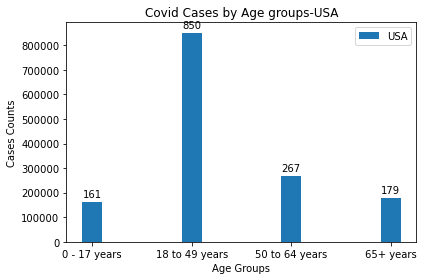 Covid Cases by Age groups-USA
850
USA
800000
700000
600000
500000
400000
300000
267
200000
161
179
100000
0
Cases Counts
0 - 17 years
18 to 49 years
50 to 64 years
65+ years
Age Groups